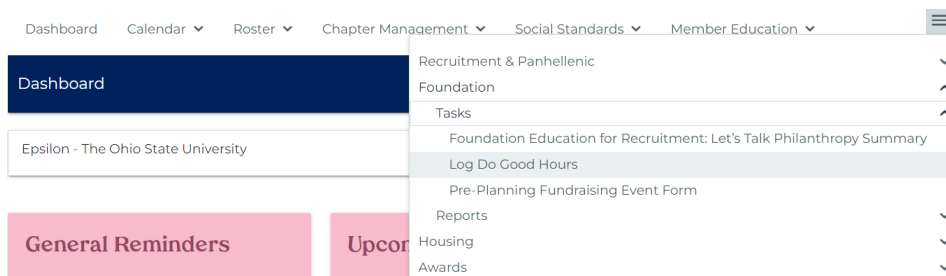 Dashboard Calendar Roster Chapter Management Social Standards Member Education
Dashboard
Epsilon - The Ohio State University
General Reminders
Recruitment & Panhellenic
Foundation
Tasks
Foundation Education for Recruitment: Let's Talk Philanthropy Summary
Log Do Good Hours
Pre-Planning Fundraising Event Form
Reports
Housing
Awards